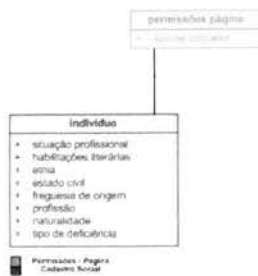 permissões página
indivíduo
+ situação profissional
+ habilitações literárias
+ etnia
+ estado civil
+ freguesia de origem
+ profissão
+ naturalidade
+ tipo de deficiência
Permissões - Página
Cadastro Social